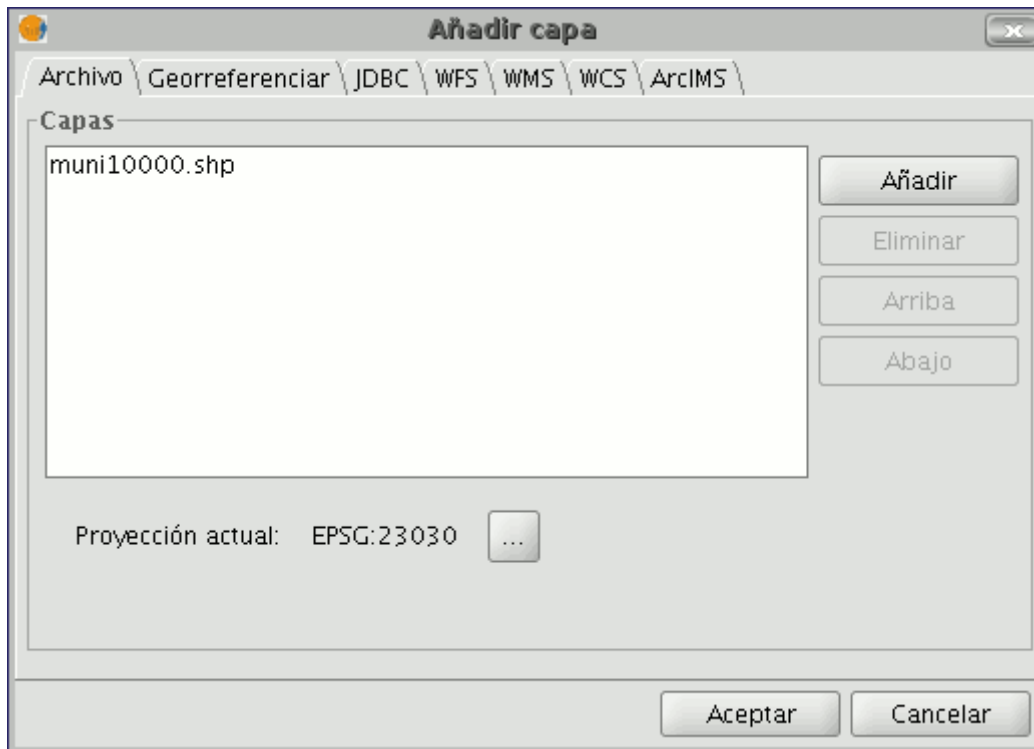 Añadir capa
Archivo Georreferenciar JDBC WFS WMS WCS ArcIMS
Capas
muni10000.shp
Añadir
Eliminar
Arriba
Abajo
Proyección actual: EPSG:23030 ...
Aceptar Cancelar